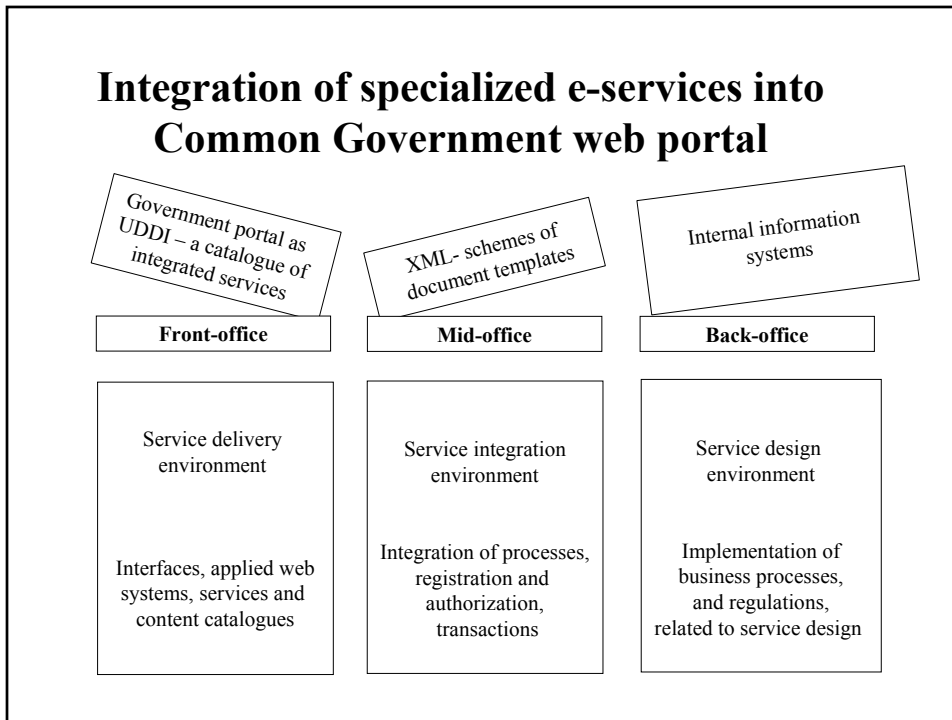 Integration of specialized e-services into
Common Government web portal
Government portal as
UDDI – a catalogue of
integrated services
XML- schemes of
document templates
Internal information
systems
Front-office
Mid-office
Back-office
Service delivery
environment
Interfaces, applied web
systems, services and
content catalogues
Service integration
environment
Integration of processes,
registration and
authorization,
transactions
Service design
environment
Implementation of
business processes,
and regulations,
related to service design